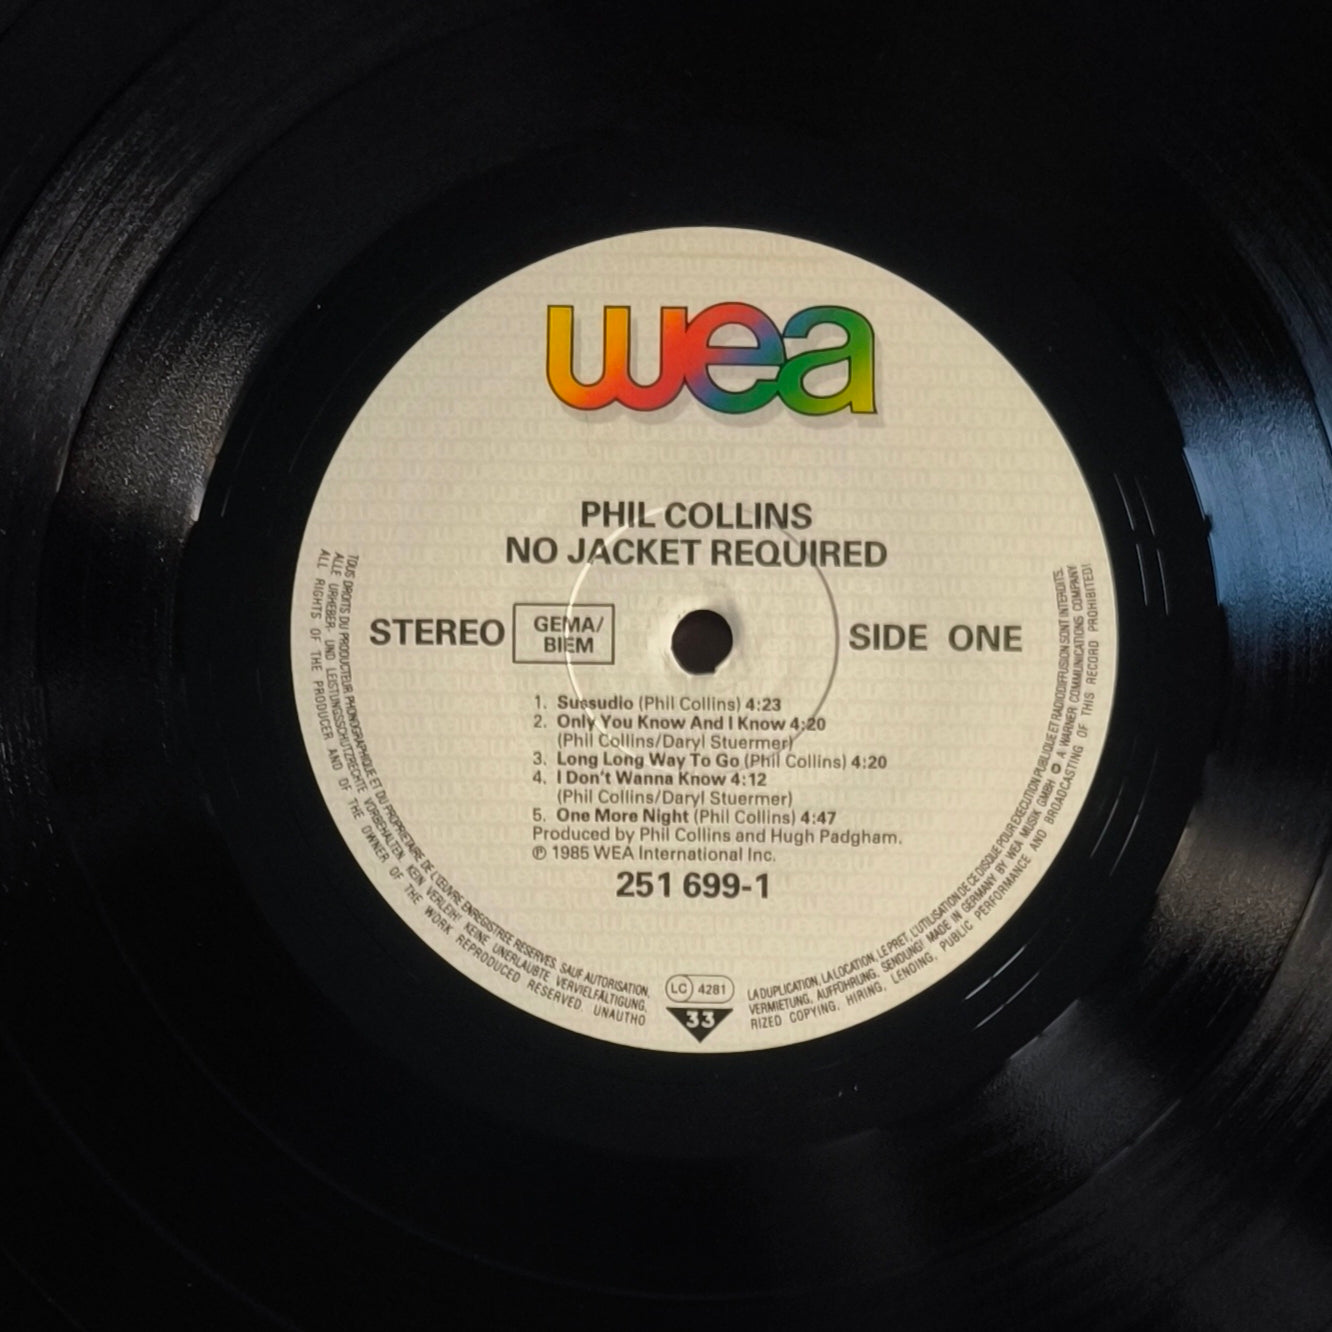 wea
PHIL COLLINS
NO JACKET REQUIRED
STEREO GEMA/ BIEM SIDE ONE
1. Sussudio (Phil Collins) 4:23
2. Only You Know And I Know 4:20
(Phil Collins/Daryl Stuermer)
3. Long Long Way To Go (Phil Collins) 4:20
4. I Don't Wanna Know 4:12
(Phil Collins/Daryl Stuermer)
5. One More Night (Phil Collins) 4:47
Produced by Phil Collins and Hugh Padgham.
℗ 1985 WEA International Inc.
251 699-1
LC 4281
33
TOUS DROITS DU PRODUCTEUR PHONOGRAPHIQUE ET DU PROPRIETAIRE DE L'ŒUVRE ENREGISTREE RESERVES. SAUF AUTORISATION, LA DUPLICATION, LA LOCATION, LE PRET, L'UTILISATION DE CE DISQUE POUR EXECUTION PUBLIQUE ET RADIODIFFUSION SONT INTERDITS.
ALLE URHEBER- UND LEISTUNGSSCHUTZRECHTE VORBEHALTEN. KEIN VERLEIH! KEINE UNERLAUBTE VERVIELFÄLTIGUNG, VERMIETUNG, AUFFÜHRUNG, SENDUNG! MADE IN GERMANY BY WEA MUSIK GMBH A WARNER COMMUNICATIONS COMPANY
ALL RIGHTS OF THE PRODUCER AND OF THE OWNER OF THE WORK REPRODUCED RESERVED. UNAUTHO RIZED COPYING, HIRING, LENDING, PUBLIC PERFORMANCE AND BROADCASTING OF THIS RECORD PROHIBITED!